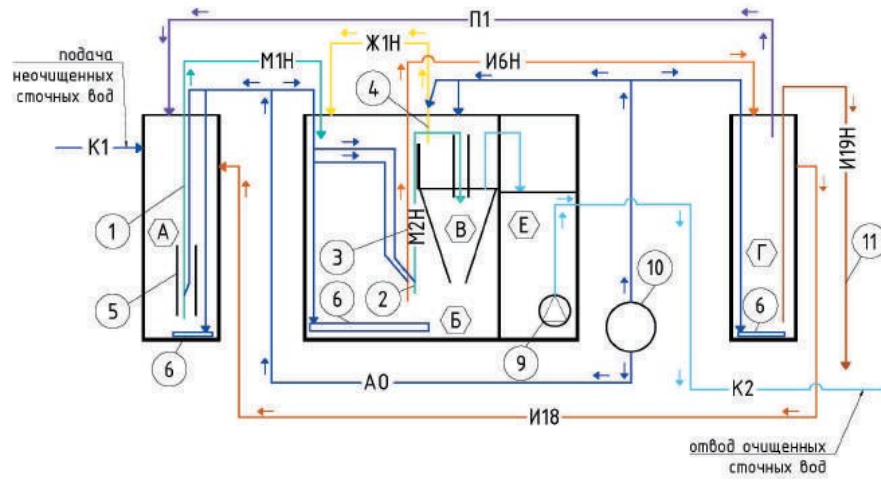 П1
подача
неочищенных
сточных вод
М1Н
Ж1Н
И6Н
4
К1
И19Н
А
В
Е
Г
1
М2Н
3
10
11
5
6
2
Б
6
9
6
6
А0
К2
И18
отвод очищенных
сточных вод